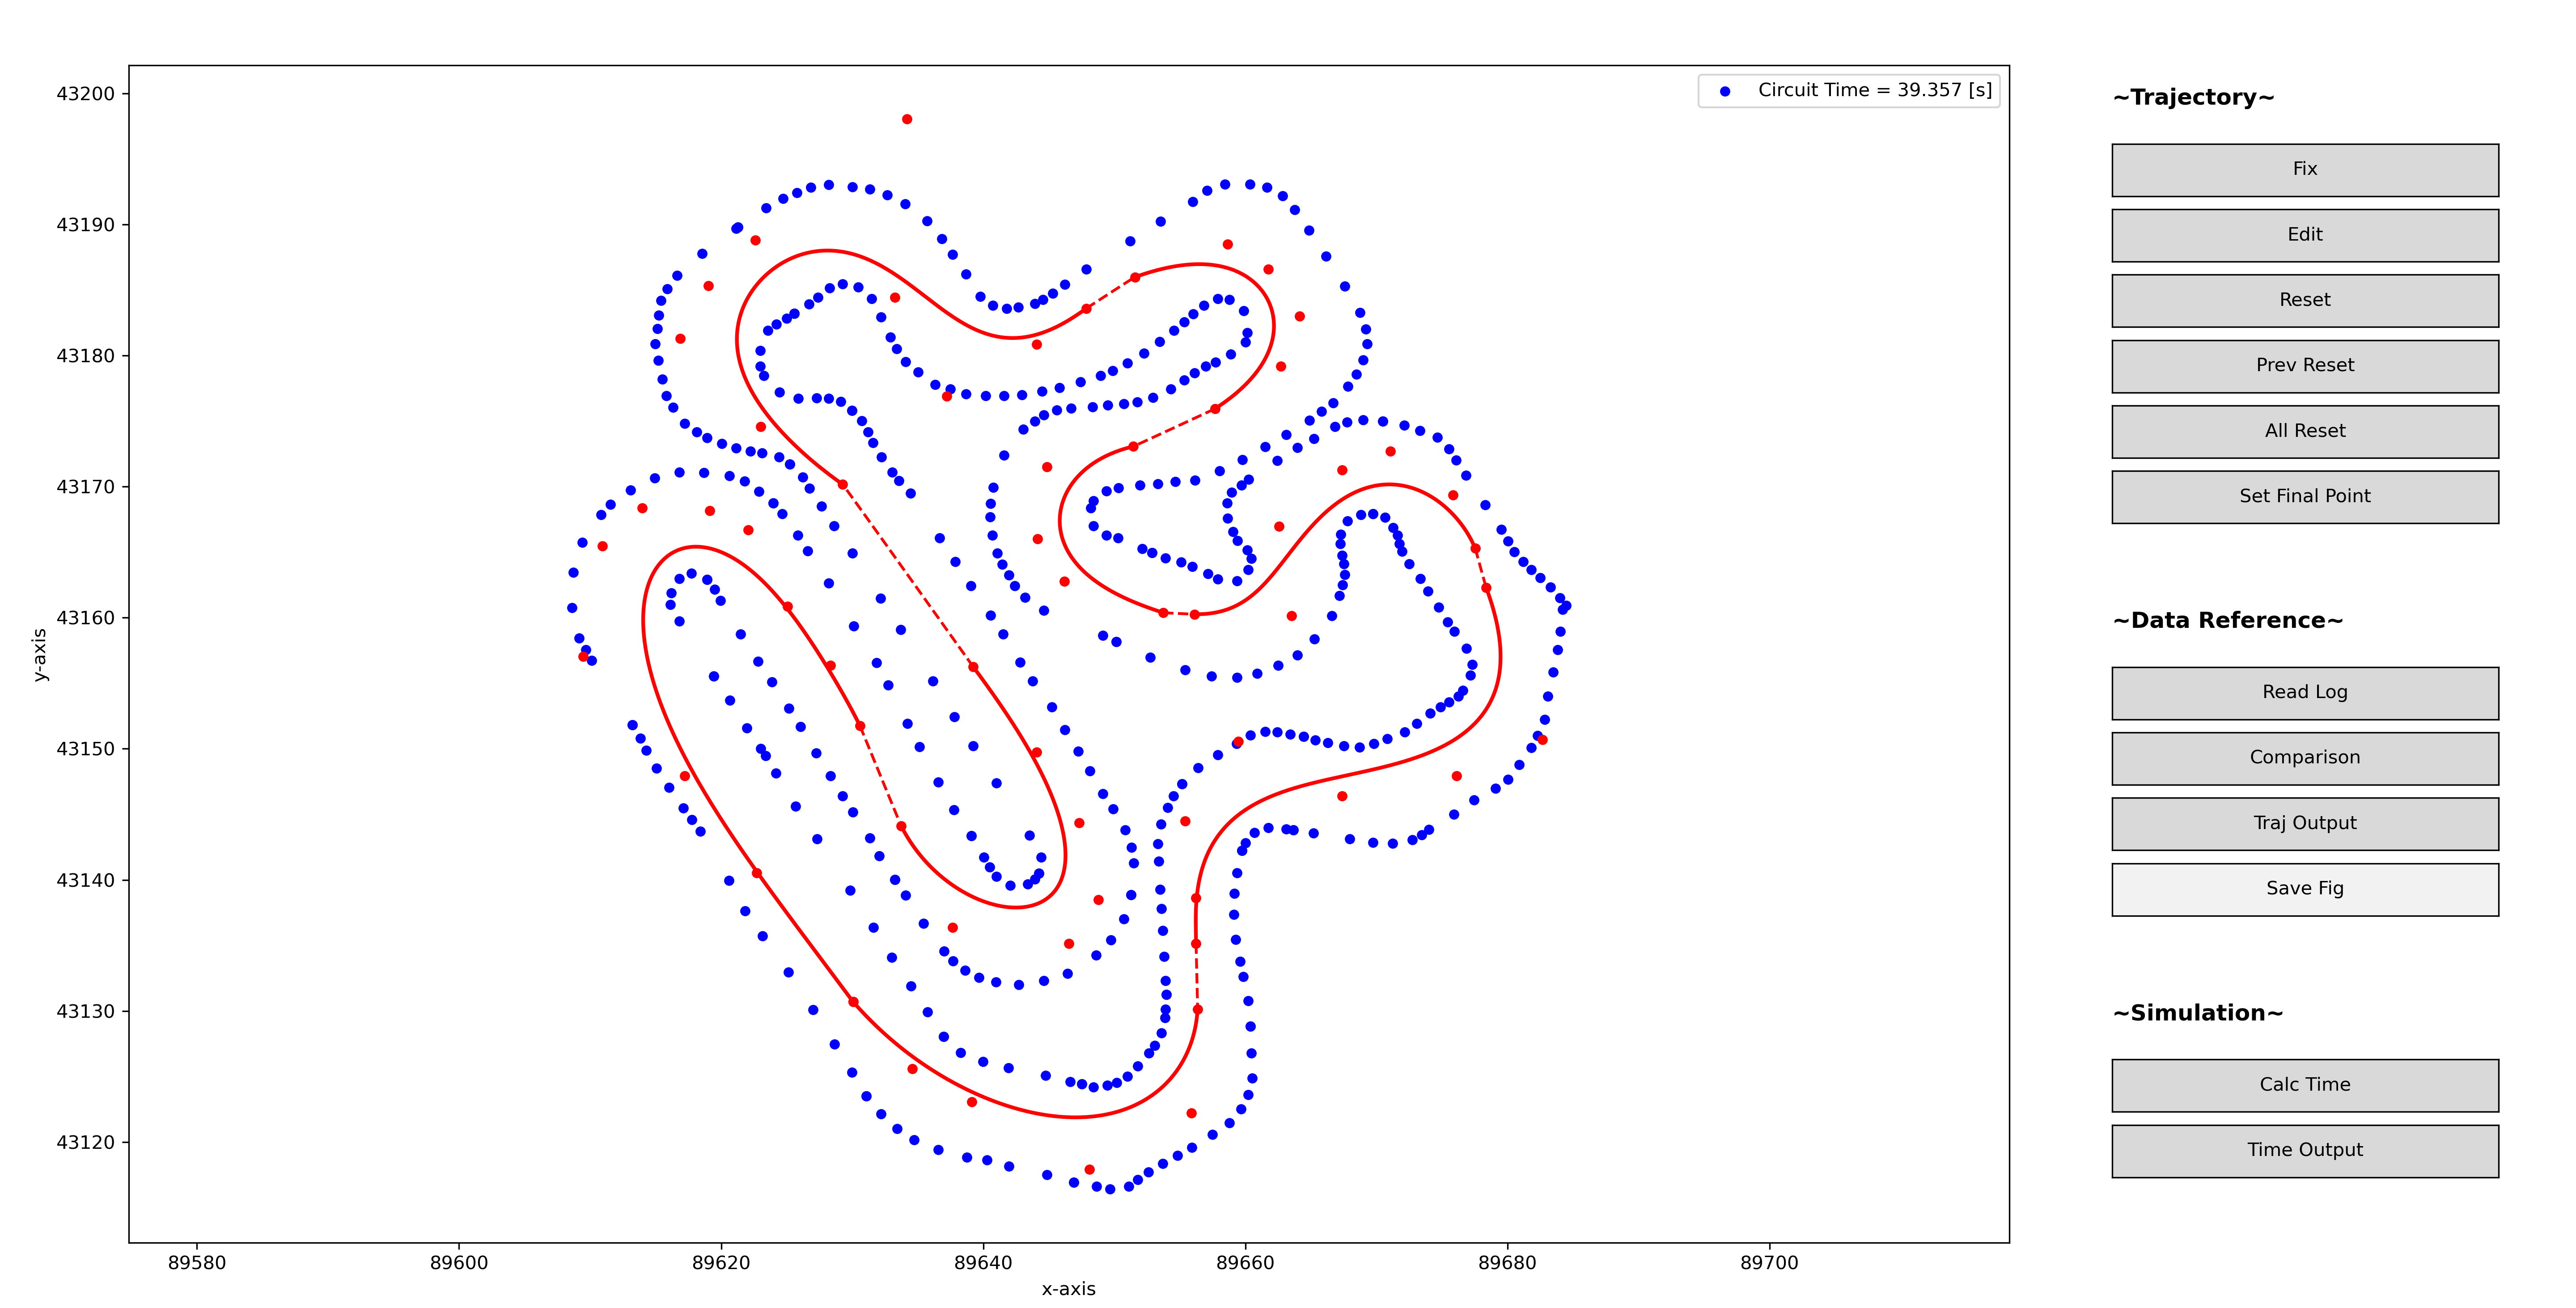 Circuit Time = 39.357 [s]
43200
43190
43180
43170
43160
43150
43140
43130
43120
y-axis
89580
89600
89620
89640
89660
89680
89700
x-axis
~Trajectory~
Fix
Edit
Reset
Prev Reset
All Reset
Set Final Point
~Data Reference~
Read Log
Comparison
Traj Output
Save Fig
~Simulation~
Calc Time
Time Output